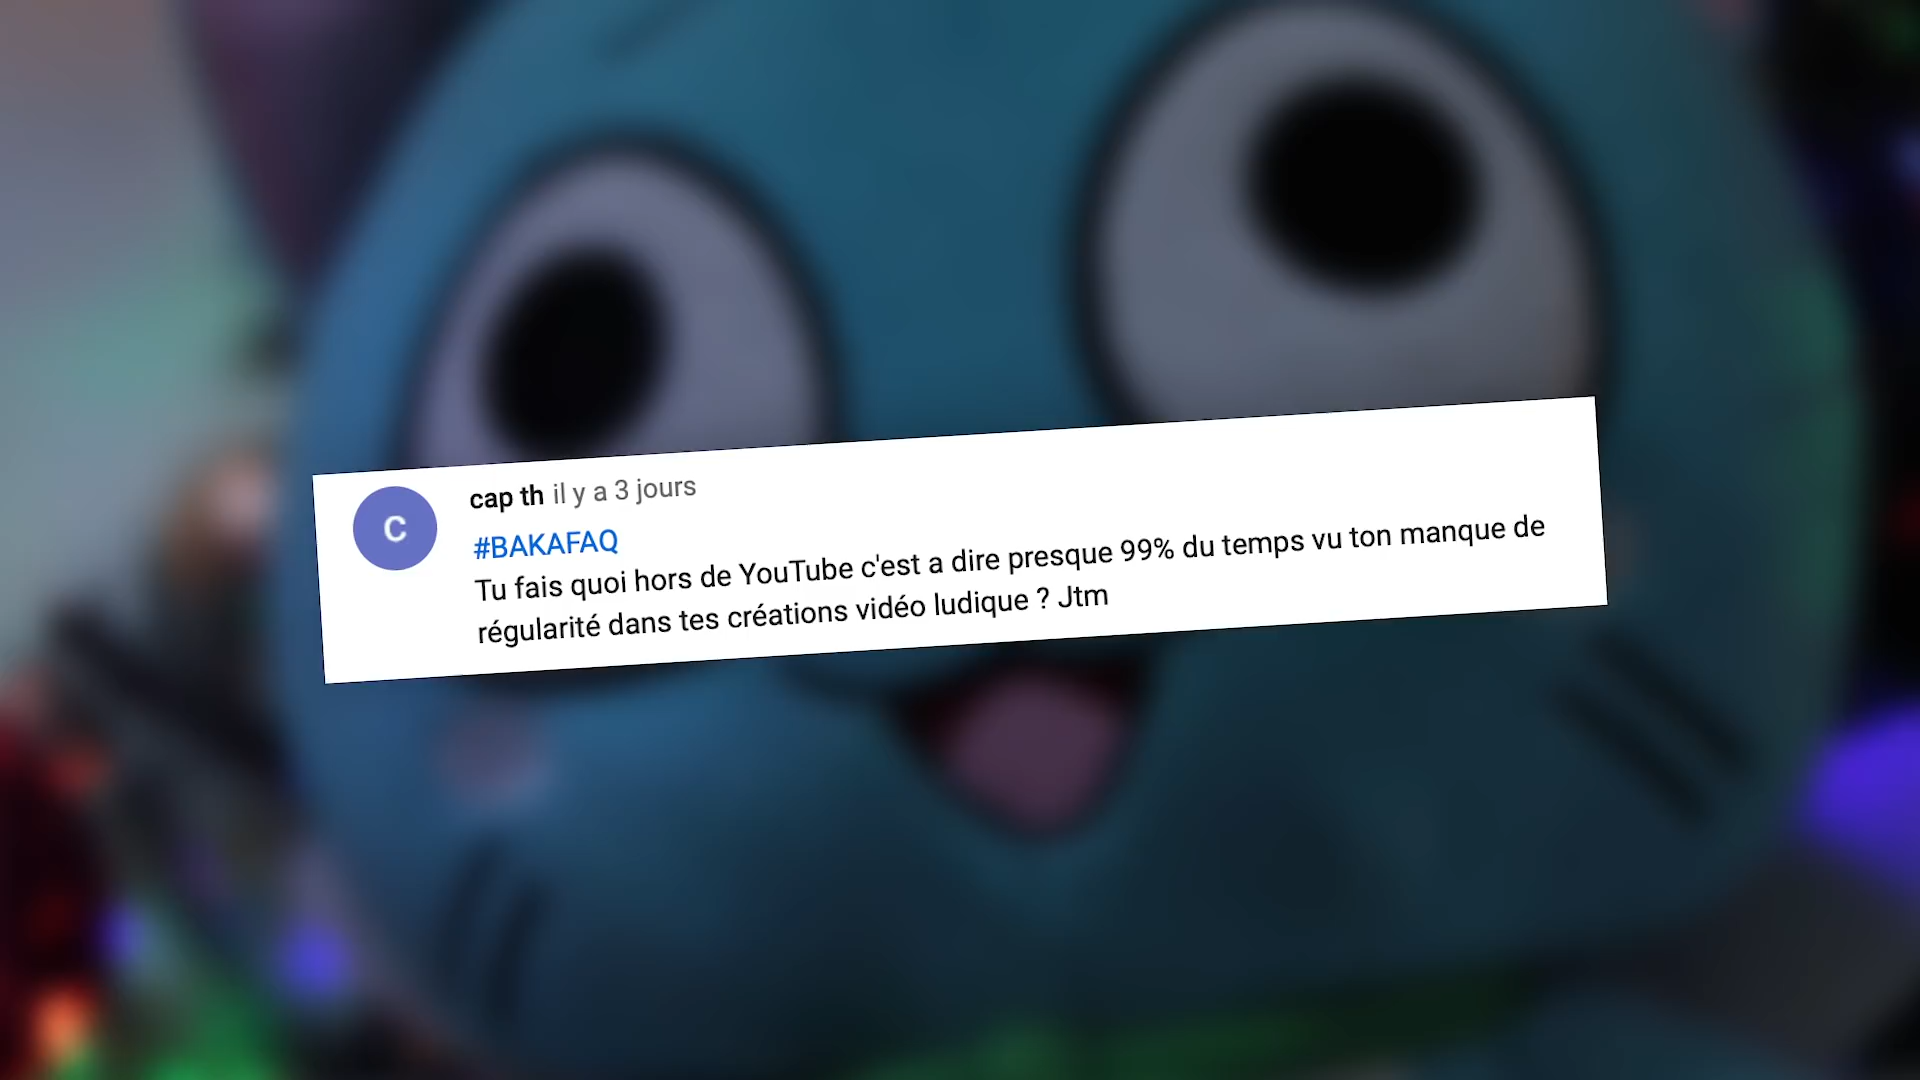 C
cap th il y a 3 jours
#BAKAFAQ
Tu fais quoi hors de YouTube c'est a dire presque 99% du temps vu ton manque de
régularité dans tes créations vidéo ludique ? Jtm